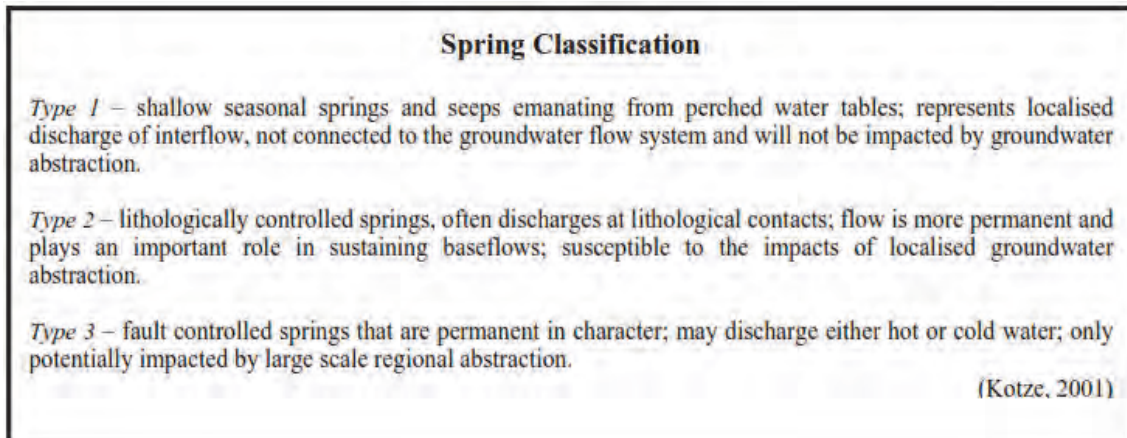 Spring Classification
Type 1 – shallow seasonal springs and seeps emanating from perched water tables; represents localised
discharge of interflow, not connected to the groundwater flow system and will not be impacted by groundwater
abstraction.
Type 2 – lithologically controlled springs, often discharges at lithological contacts; flow is more permanent and
plays an important role in sustaining baseflows; susceptible to the impacts of localised groundwater
abstraction.
Type 3 – fault controlled springs that are permanent in character; may discharge either hot or cold water; only
potentially impacted by large scale regional abstraction.
(Kotze, 2001)